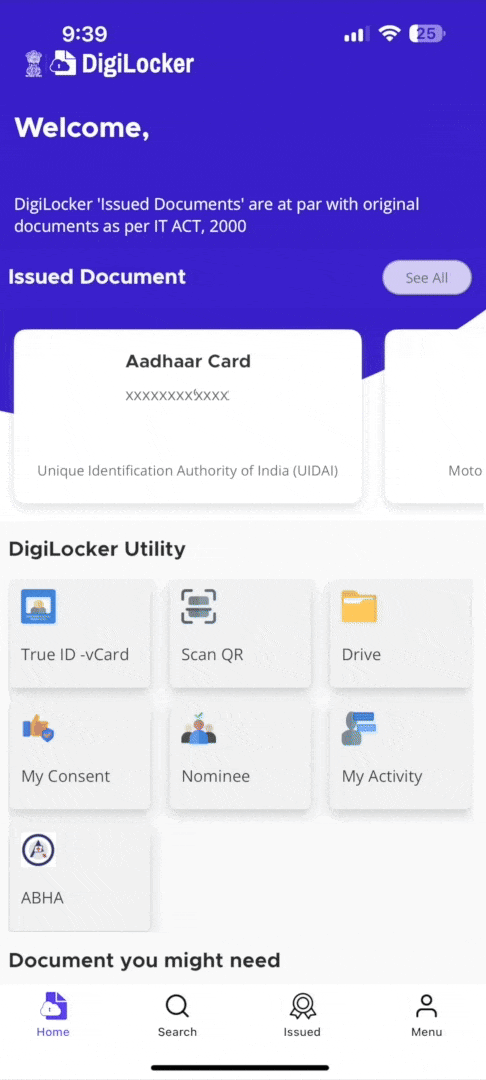 9:39
25
DigiLocker
Welcome,
DigiLocker 'Issued Documents' are at par with original
documents as per IT ACT, 2000
Issued Document
See All
Aadhaar Card
xxxxxxxxxxxx
Unique Identification Authority of India (UIDAI)
Moto
DigiLocker Utility
True ID -vCard
Scan QR
Drive
My Consent
Nominee
My Activity
ABHA
Document you might need
Home
Search
Issued
Menu